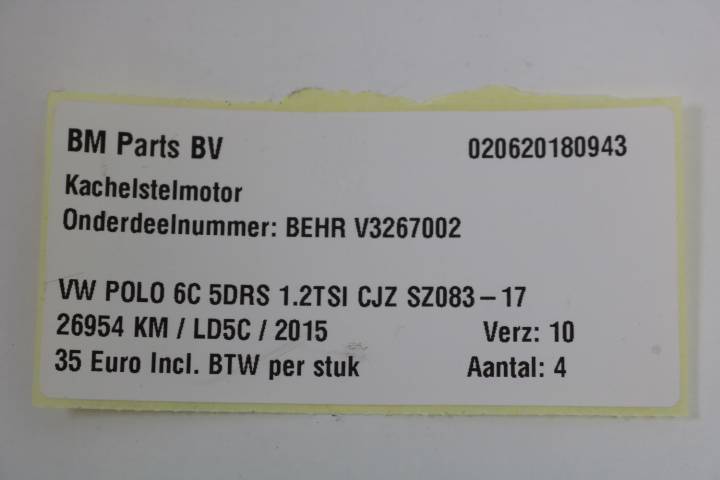 BM Parts BV 020620180943
Kachelstelmotor
Onderdeelnummer: BEHR V3267002
VW POLO 6C 5DRS 1.2TSI CJZ SZ083-17
26954 KM / LD5C / 2015 Verz: 10
35 Euro Incl. BTW per stuk Aantal: 4